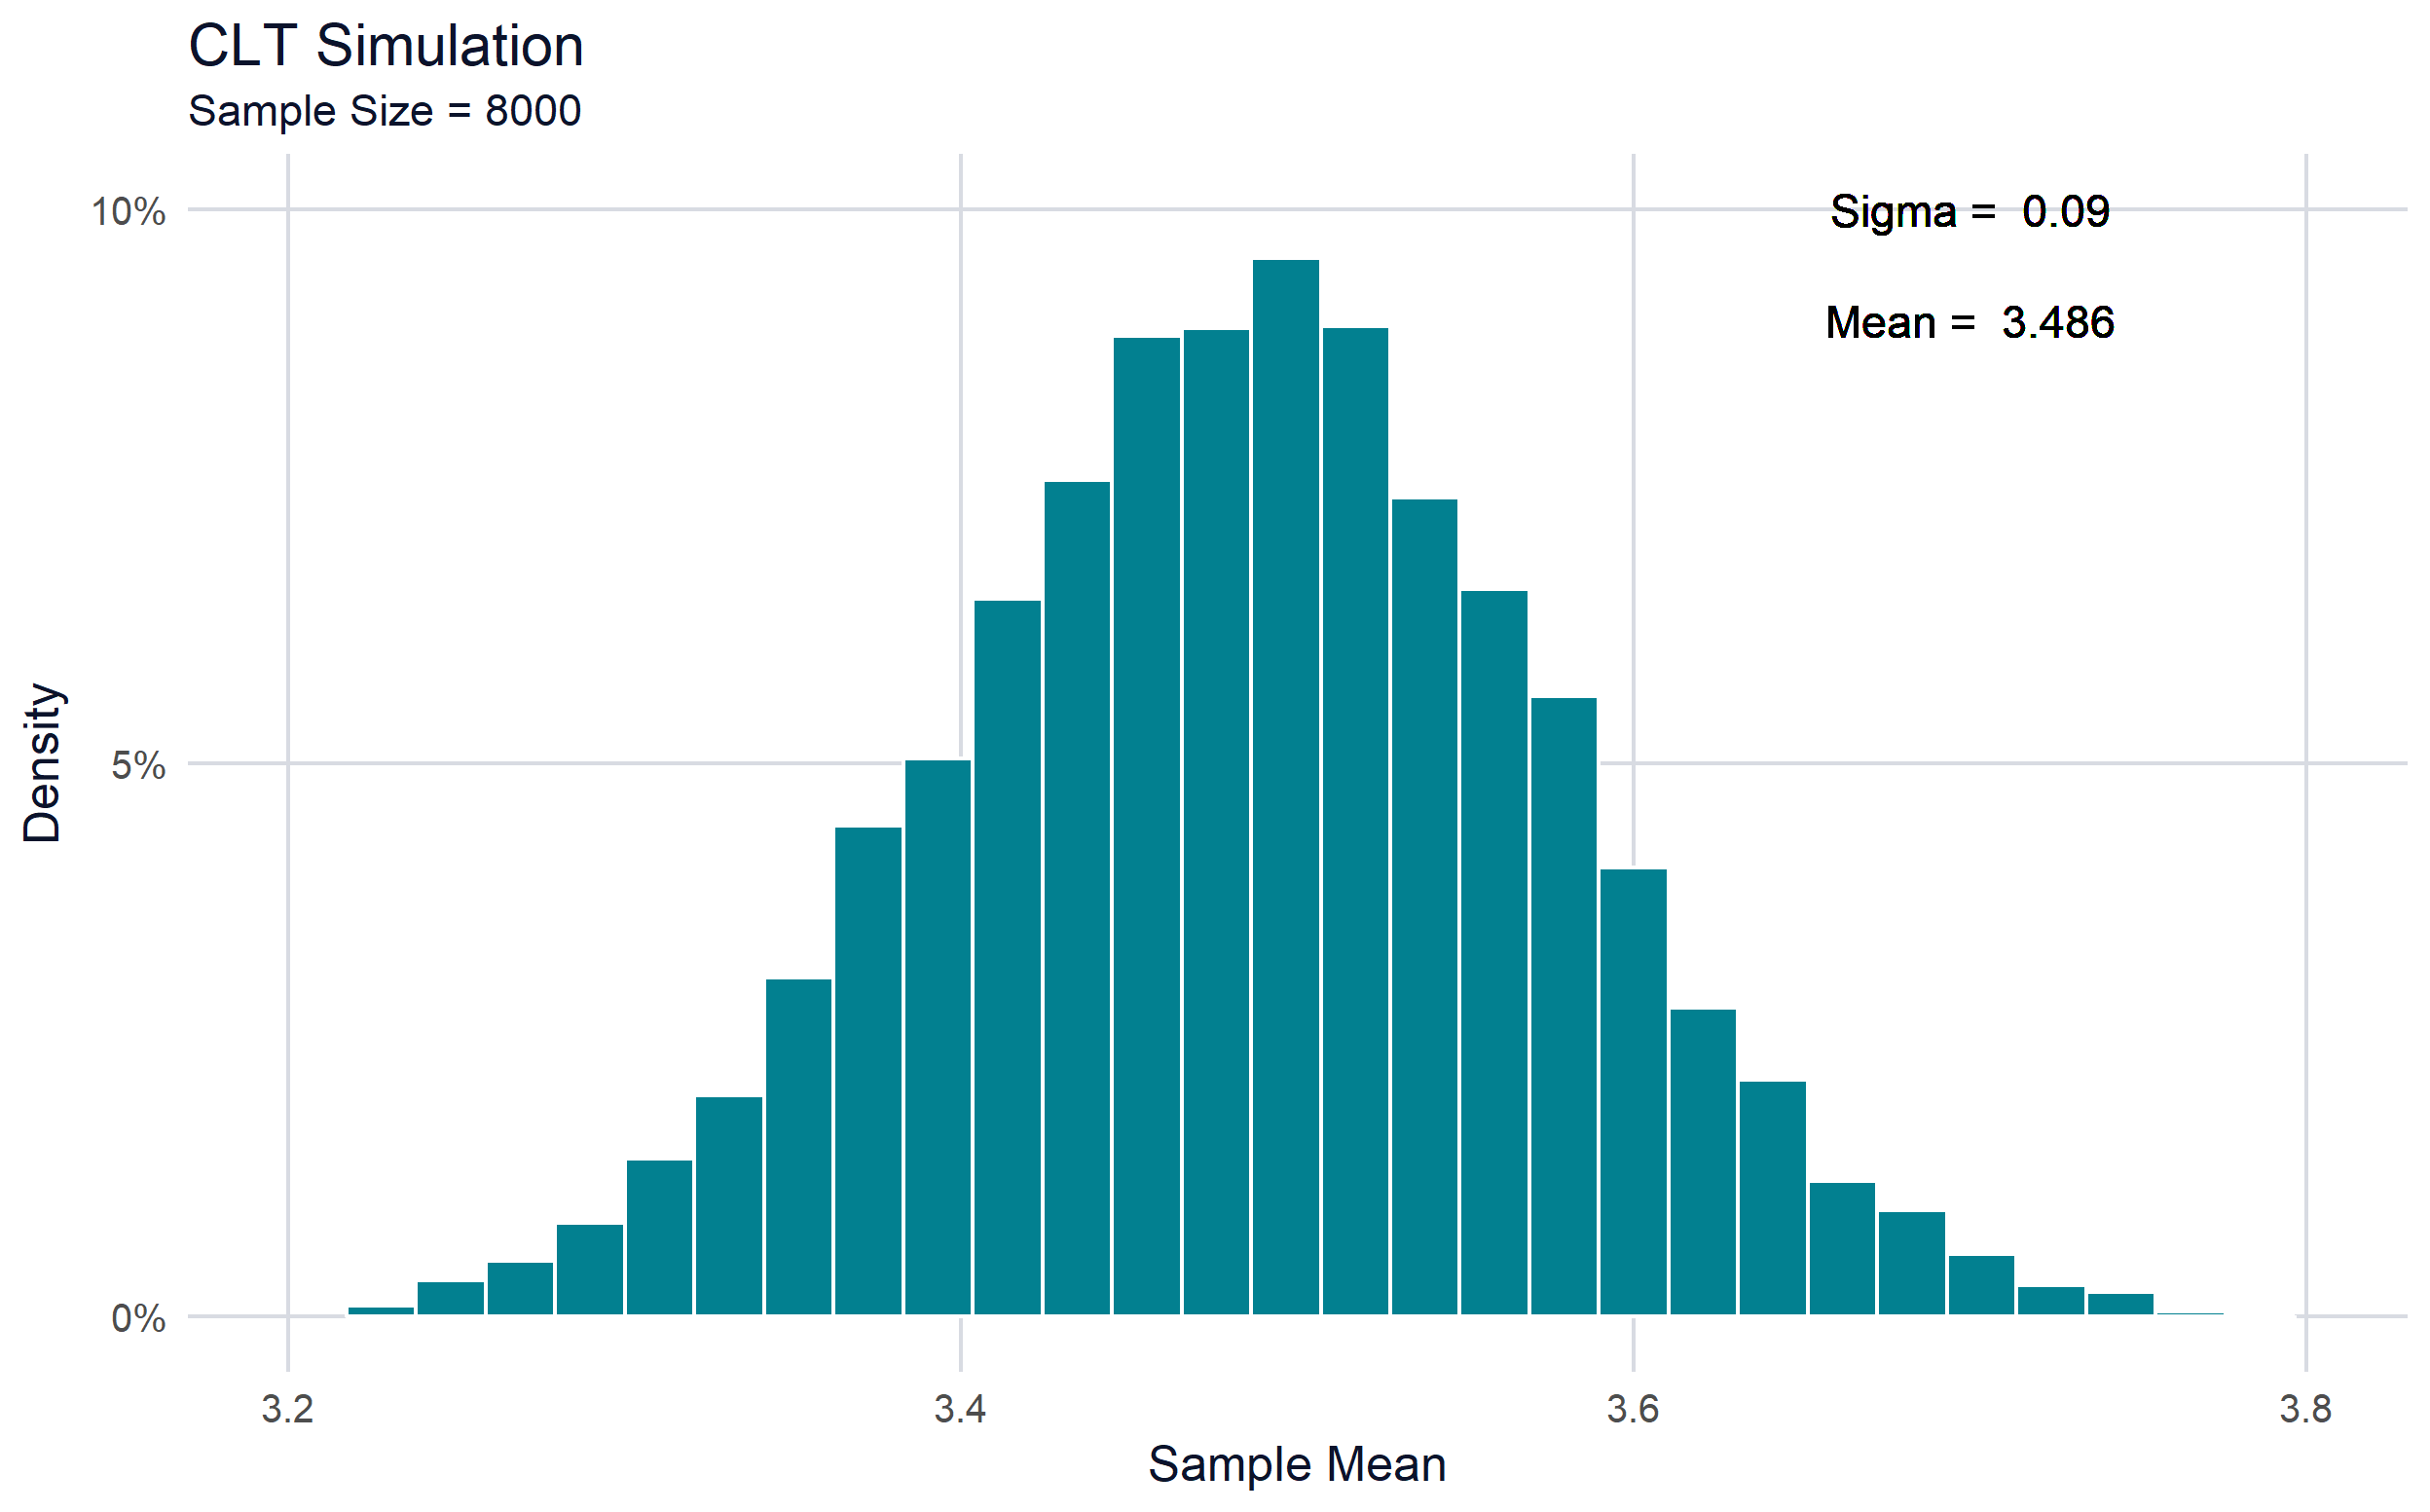 CLT Simulation
Sample Size = 8000
10%
Sigma = 0.09
Mean = 3.486
Density
5%
0%
3.2 3.4 3.6 3.8
Sample Mean